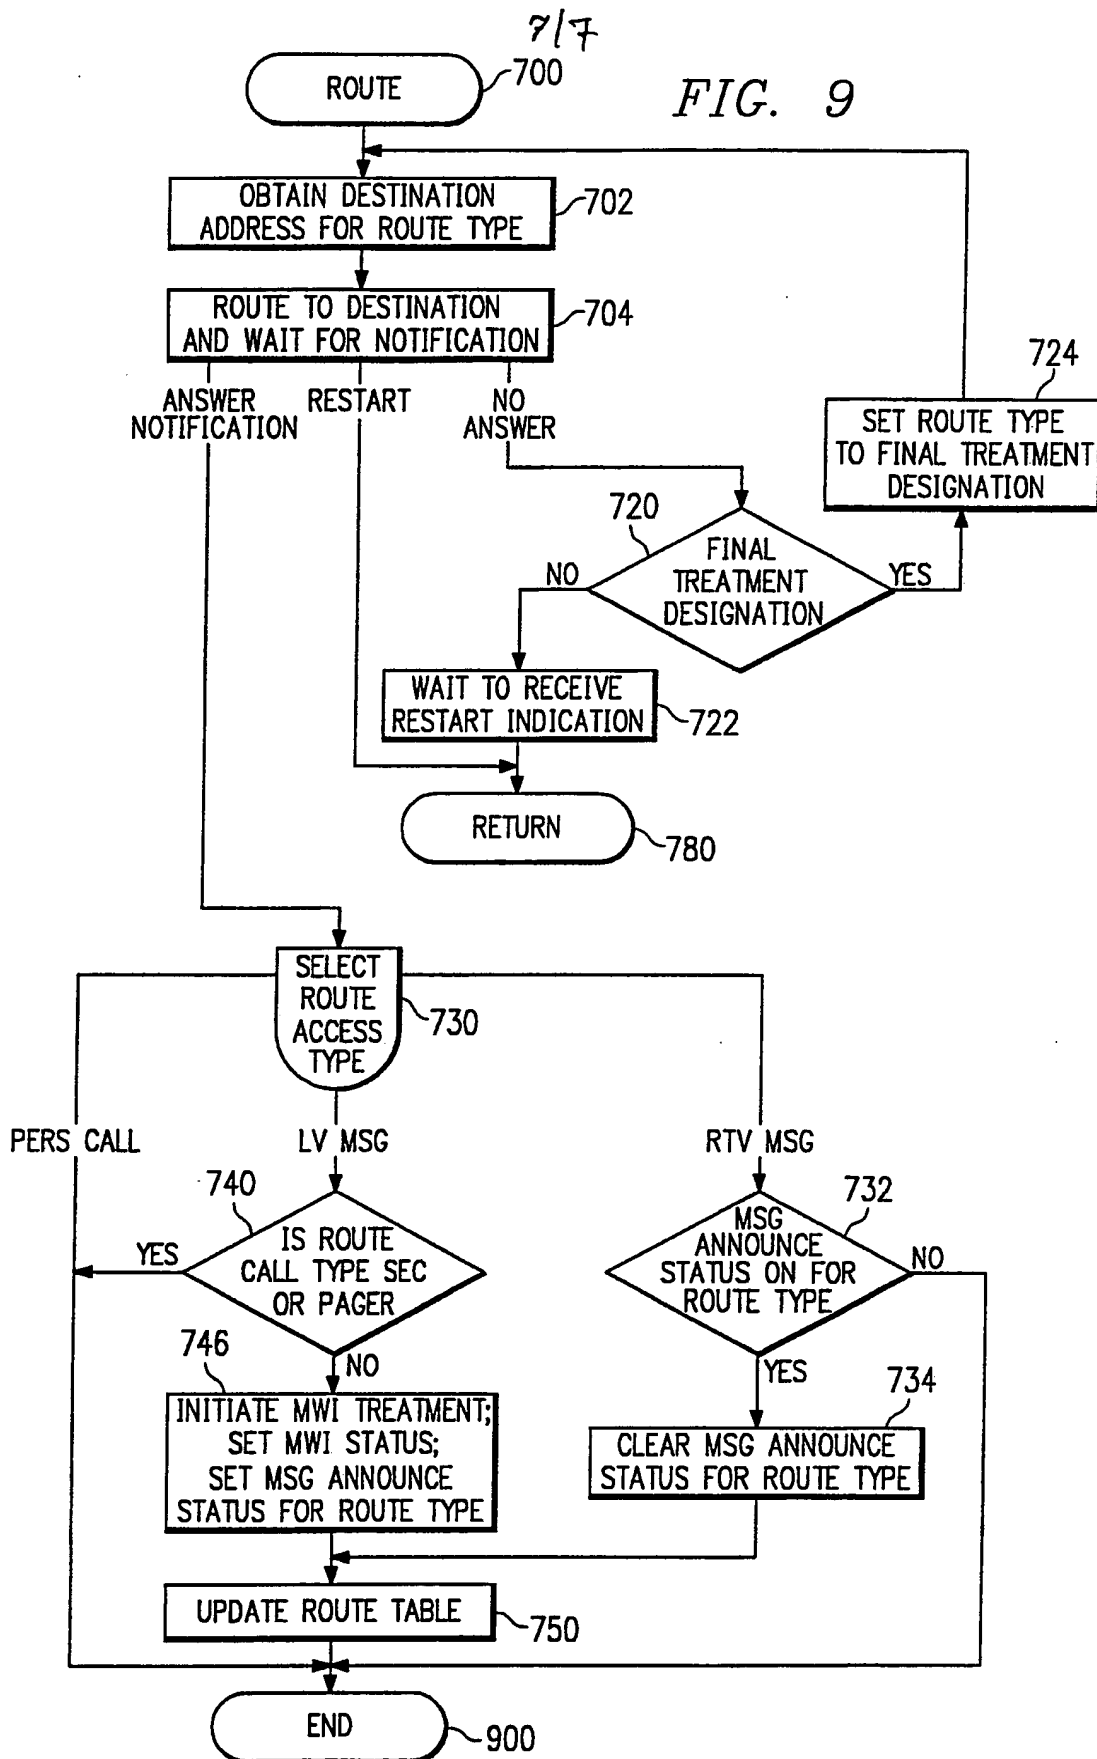 7/7
ROUTE
700
FIG. 9
OBTAIN DESTINATION
ADDRESS FOR ROUTE TYPE
702
ROUTE TO DESTINATION
AND WAIT FOR NOTIFICATION
704
ANSWER
NOTIFICATION
RESTART
NO
ANSWER
724
SET ROUTE TYPE
TO FINAL TREATMENT
DESIGNATION
720
FINAL
TREATMENT
DESIGNATION
NO
YES
WAIT TO RECEIVE
RESTART INDICATION
722
RETURN
780
SELECT
ROUTE
ACCESS
TYPE
730
PERS CALL
LV MSG
RTV MSG
740
IS ROUTE
CALL TYPE SEC
OR PAGER
YES
NO
732
MSG
ANNOUNCE
STATUS ON FOR
ROUTE TYPE
NO
YES
746
INITIATE MWI TREATMENT;
SET MWI STATUS;
SET MSG ANNOUNCE
STATUS FOR ROUTE TYPE
734
CLEAR MSG ANNOUNCE
STATUS FOR ROUTE TYPE
UPDATE ROUTE TABLE
750
END
900